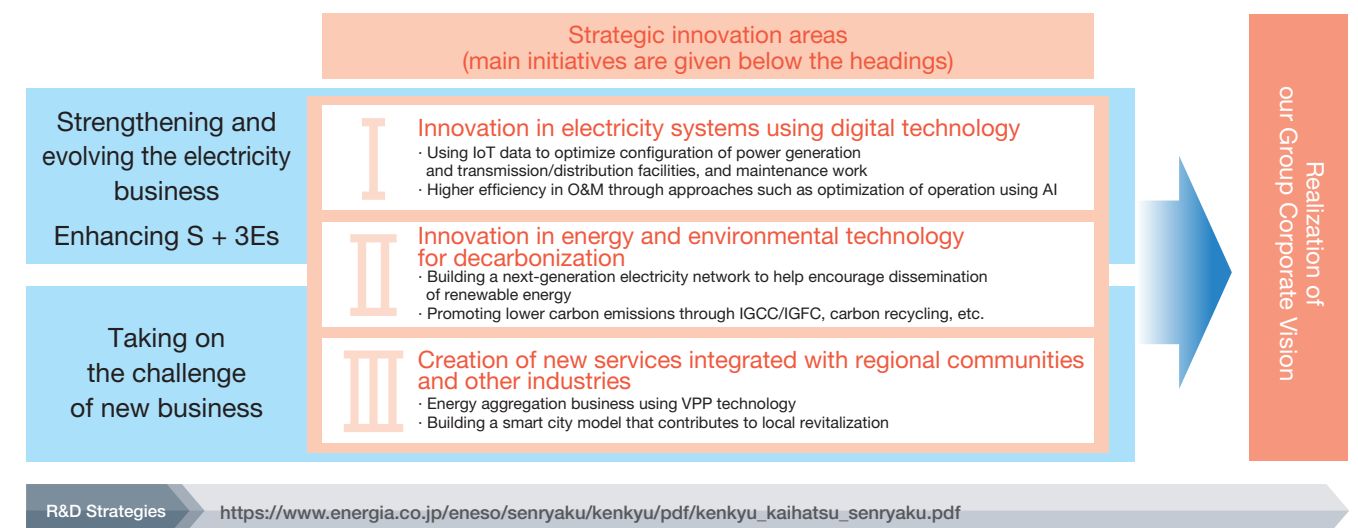 Strategic innovation areas
(main initiatives are given below the headings)
Strengthening and
evolving the electricity
business
Enhancing S + 3Es
Taking on
the challenge
of new business
I
Innovation in electricity systems using digital technology
· Using IoT data to optimize configuration of power generation
and transmission/distribution facilities, and maintenance work
· Higher efficiency in O&M through approaches such as optimization of operation using AI
II
Innovation in energy and environmental technology
for decarbonization
· Building a next-generation electricity network to help encourage dissemination
of renewable energy
· Promoting lower carbon emissions through IGCC/IGFC, carbon recycling, etc.
III
Creation of new services integrated with regional communities
and other industries
· Energy aggregation business using VPP technology
· Building a smart city model that contributes to local revitalization
Realization of
our Group Corporate Vision
R&D Strategies
https://www.energia.co.jp/eneso/senryaku/kenkyu/pdf/kenkyu_kaihatsu_senryaku.pdf